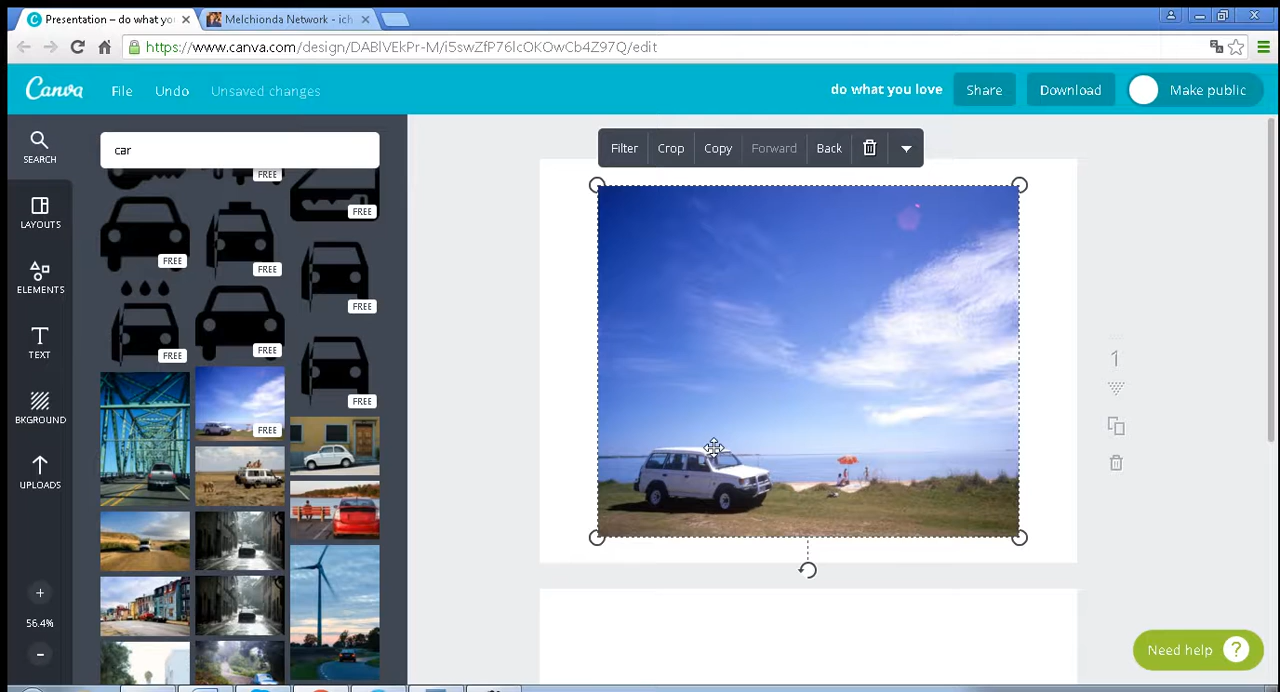 Presentation – do what yo
Melchionda Network - ich
https://www.canva.com/design/DABlVEkPr-M/i5swZfP76lcOKOwCb4Z97Q/edit
Canva
File
Undo
Unsaved changes
do what you love
Share
Download
Make public
SEARCH
LAYOUTS
ELEMENTS
TEXT
BKGROUND
UPLOADS
+
56.4%
-
car
FREE
FREE
FREE
FREE
FREE
FREE
FREE
FREE
FREE
FREE
Filter
Crop
Copy
Forward
Back
1
Need help ?